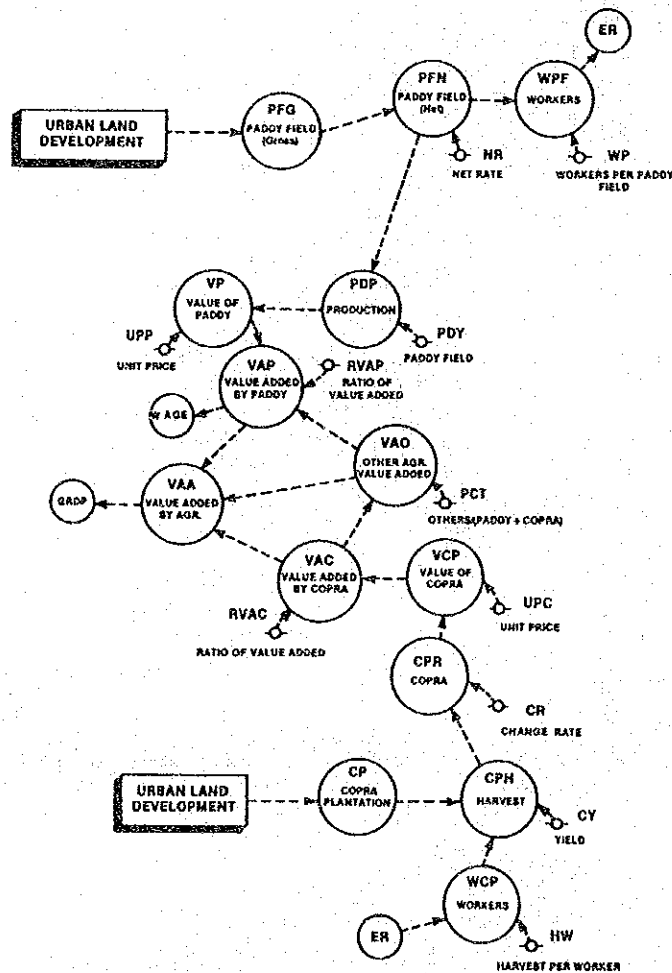 ER
PFN
PADDY FIELD
(Net)
WPF
WORKERS
PFG
PADDY FIELD
(Gross)
URBAN LAND
DEVELOPMENT
NR
NET RATE
WP
WORKERS PER PADDY
FIELD
VP
VALUE OF
PADDY
PDP
PRODUCTION
UPP
UNIT PRICE
PDY
PADDY FIELD
VAP
VALUE ADDED
BY PADDY
RVAP
RATIO OF
VALUE ADDED
W AGE
VAO
OTHER AGR.
VALUE ADDED
VAA
VALUE ADDED
BY AGR.
GRDP
PCT
OTHERS(PADDY + COPRA)
VAC
VALUE ADDED
BY COPRA
VCP
VALUE OF
COPRA
RVAC
RATIO OF VALUE ADDED
UPC
UNIT PRICE
CPR
COPRA
CR
CHANGE RATE
URBAN LAND
DEVELOPMENT
CP
COPRA
PLANTATION
CPH
HARVEST
CY
YIELD
WCP
WORKERS
ER
HW
HARVEST PER WORKER